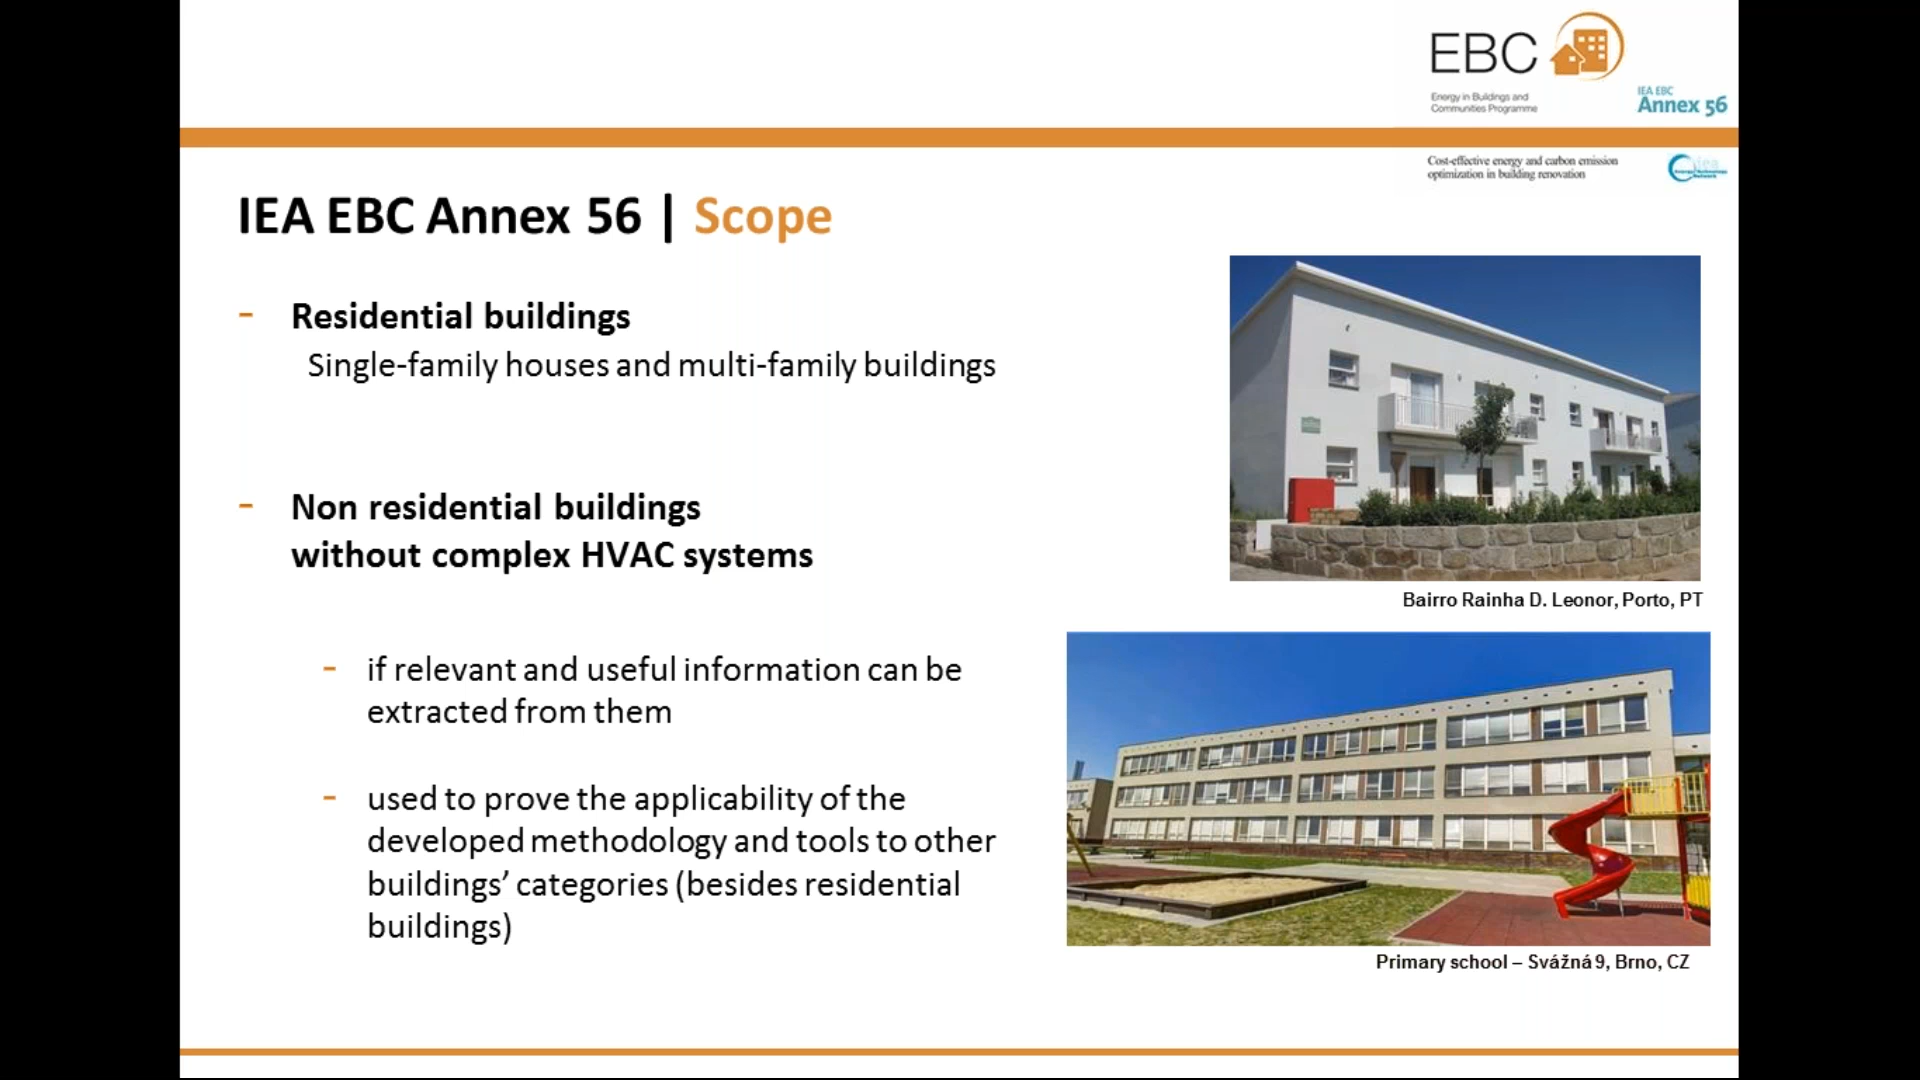 EBC
Energy in Buildings and
Communities Programme
IEA EBC
Annex 56
Cost-effective energy and carbon emission
optimization in building renovation
iea
IEA EBC Annex 56 | Scope
- Residential buildings
Single-family houses and multi-family buildings
- Non residential buildings
without complex HVAC systems
- if relevant and useful information can be
extracted from them
- used to prove the applicability of the
developed methodology and tools to other
buildings’ categories (besides residential
buildings)
Bairro Rainha D. Leonor, Porto, PT
Primary school – Svážná 9, Brno, CZ